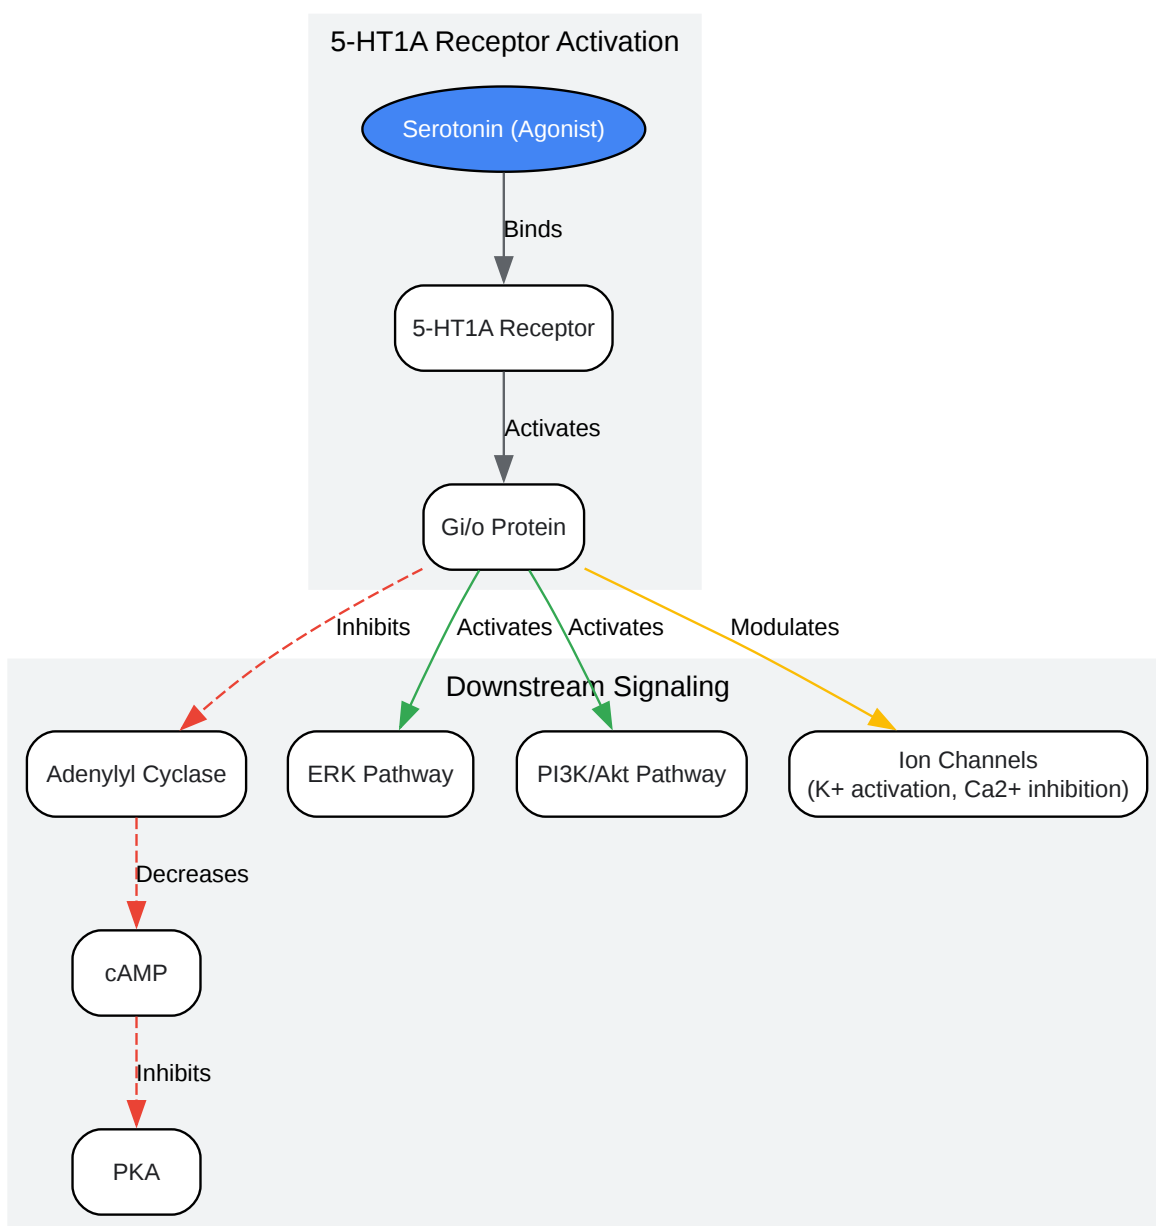 5-HT1A Receptor Activation
Serotonin (Agonist)
Binds
5-HT1A Receptor
Activates
Gi/o Protein
Inhibits
Activates
Activates
Modulates
Downstream Signaling
Adenylyl Cyclase
ERK Pathway
PI3K/Akt Pathway
Ion Channels
(K+ activation, Ca2+ inhibition)
Decreases
cAMP
Inhibits
PKA